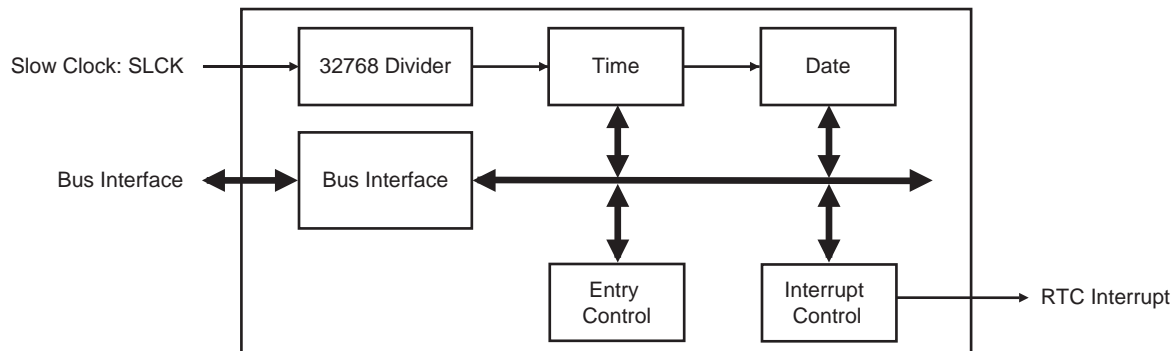 Slow Clock: SLCK
32768 Divider
Time
Date
Bus Interface
Bus Interface
Entry
Control
Interrupt
Control
RTC Interrupt